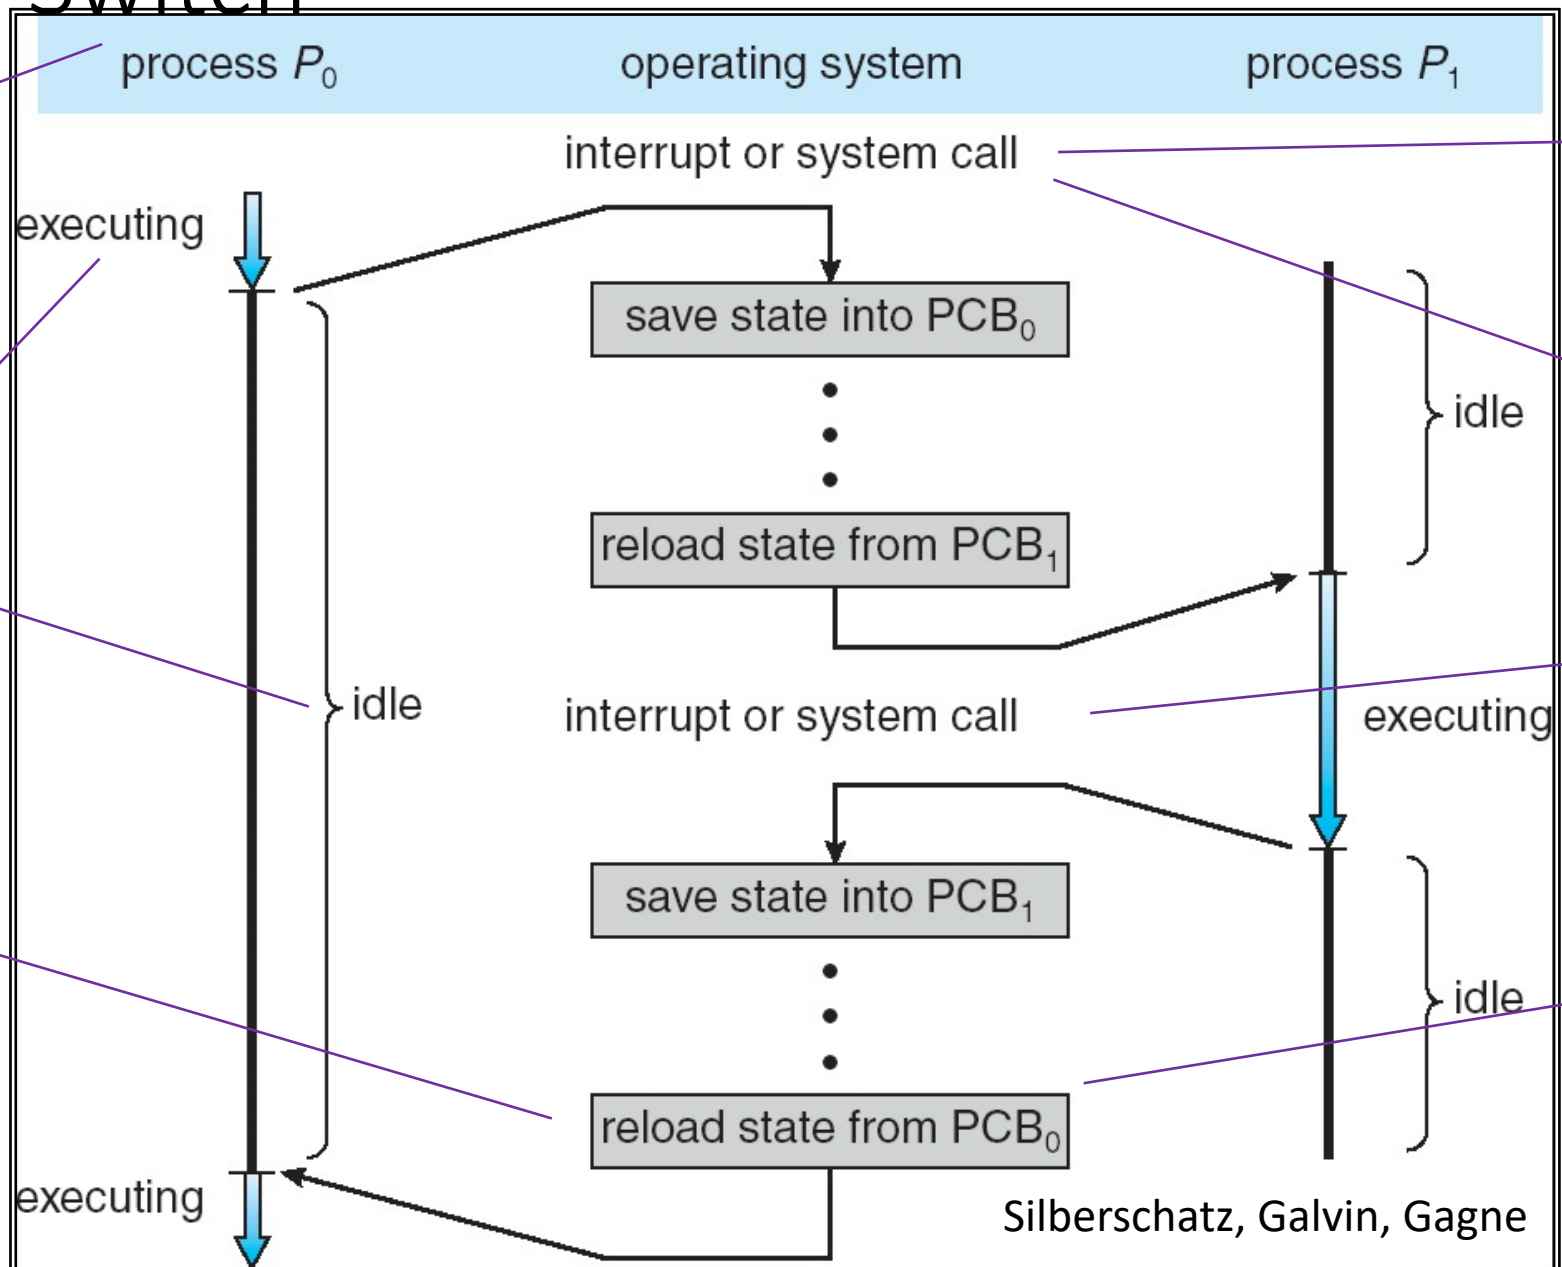 Switch
process P₀ operating system process P₁
interrupt or system call
executing
save state into PCB₀
idle
reload state from PCB₁
idle
interrupt or system call
executing
save state into PCB₁
idle
reload state from PCB₀
executing
Silberschatz, Galvin, Gagne